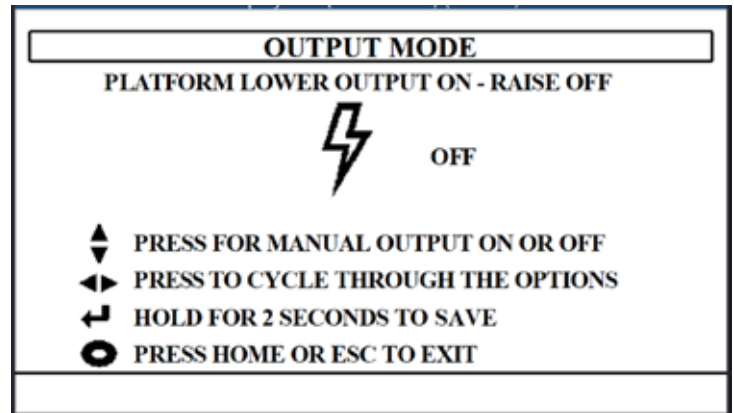 OUTPUT MODE
PLATFORM LOWER OUTPUT ON - RAISE OFF
OFF
PRESS FOR MANUAL OUTPUT ON OR OFF
PRESS TO CYCLE THROUGH THE OPTIONS
HOLD FOR 2 SECONDS TO SAVE
PRESS HOME OR ESC TO EXIT